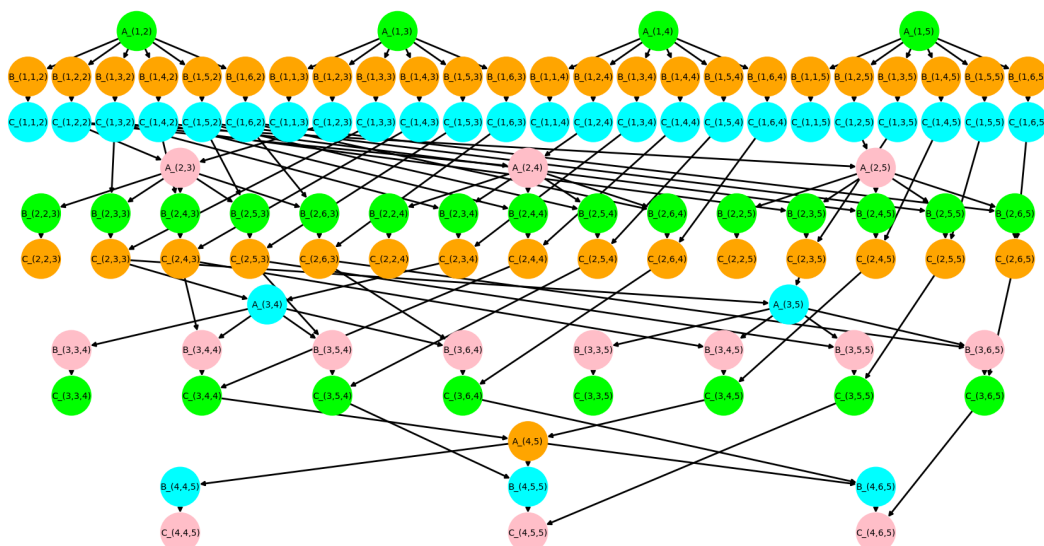 A_(1,2) A_(1,3) A_(1,4) A_(1,5)
B_(1,1,2) B_(1,2,2) B_(1,3,2) B_(1,4,2) B_(1,5,2) B_(1,6,2) B_(1,1,3) B_(1,2,3) B_(1,3,3) B_(1,4,3) B_(1,5,3) B_(1,6,3) B_(1,1,4) B_(1,2,4) B_(1,3,4) B_(1,4,4) B_(1,5,4) B_(1,6,4) B_(1,1,5) B_(1,2,5) B_(1,3,5) B_(1,4,5) B_(1,5,5) B_(1,6,5)
C_(1,1,2) C_(1,2,2) C_(1,3,2) C_(1,4,2) C_(1,5,2) C_(1,6,2) C_(1,1,3) C_(1,2,3) C_(1,3,3) C_(1,4,3) C_(1,5,3) C_(1,6,3) C_(1,1,4) C_(1,2,4) C_(1,3,4) C_(1,4,4) C_(1,5,4) C_(1,6,4) C_(1,1,5) C_(1,2,5) C_(1,3,5) C_(1,4,5) C_(1,5,5) C_(1,6,5)
A_(2,3) A_(2,4) A_(2,5)
B_(2,2,3) B_(2,3,3) B_(2,4,3) B_(2,5,3) B_(2,6,3) B_(2,2,4) B_(2,3,4) B_(2,4,4) B_(2,5,4) B_(2,6,4) B_(2,2,5) B_(2,3,5) B_(2,4,5) B_(2,5,5) B_(2,6,5)
C_(2,2,3) C_(2,3,3) C_(2,4,3) C_(2,5,3) C_(2,6,3) C_(2,2,4) C_(2,3,4) C_(2,4,4) C_(2,5,4) C_(2,6,4) C_(2,2,5) C_(2,3,5) C_(2,4,5) C_(2,5,5) C_(2,6,5)
A_(3,4) A_(3,5)
B_(3,3,4) B_(3,4,4) B_(3,5,4) B_(3,6,4) B_(3,3,5) B_(3,4,5) B_(3,5,5) B_(3,6,5)
C_(3,3,4) C_(3,4,4) C_(3,5,4) C_(3,6,4) C_(3,3,5) C_(3,4,5) C_(3,5,5) C_(3,6,5)
A_(4,5)
B_(4,4,5) B_(4,5,5) B_(4,6,5)
C_(4,4,5) C_(4,5,5) C_(4,6,5)